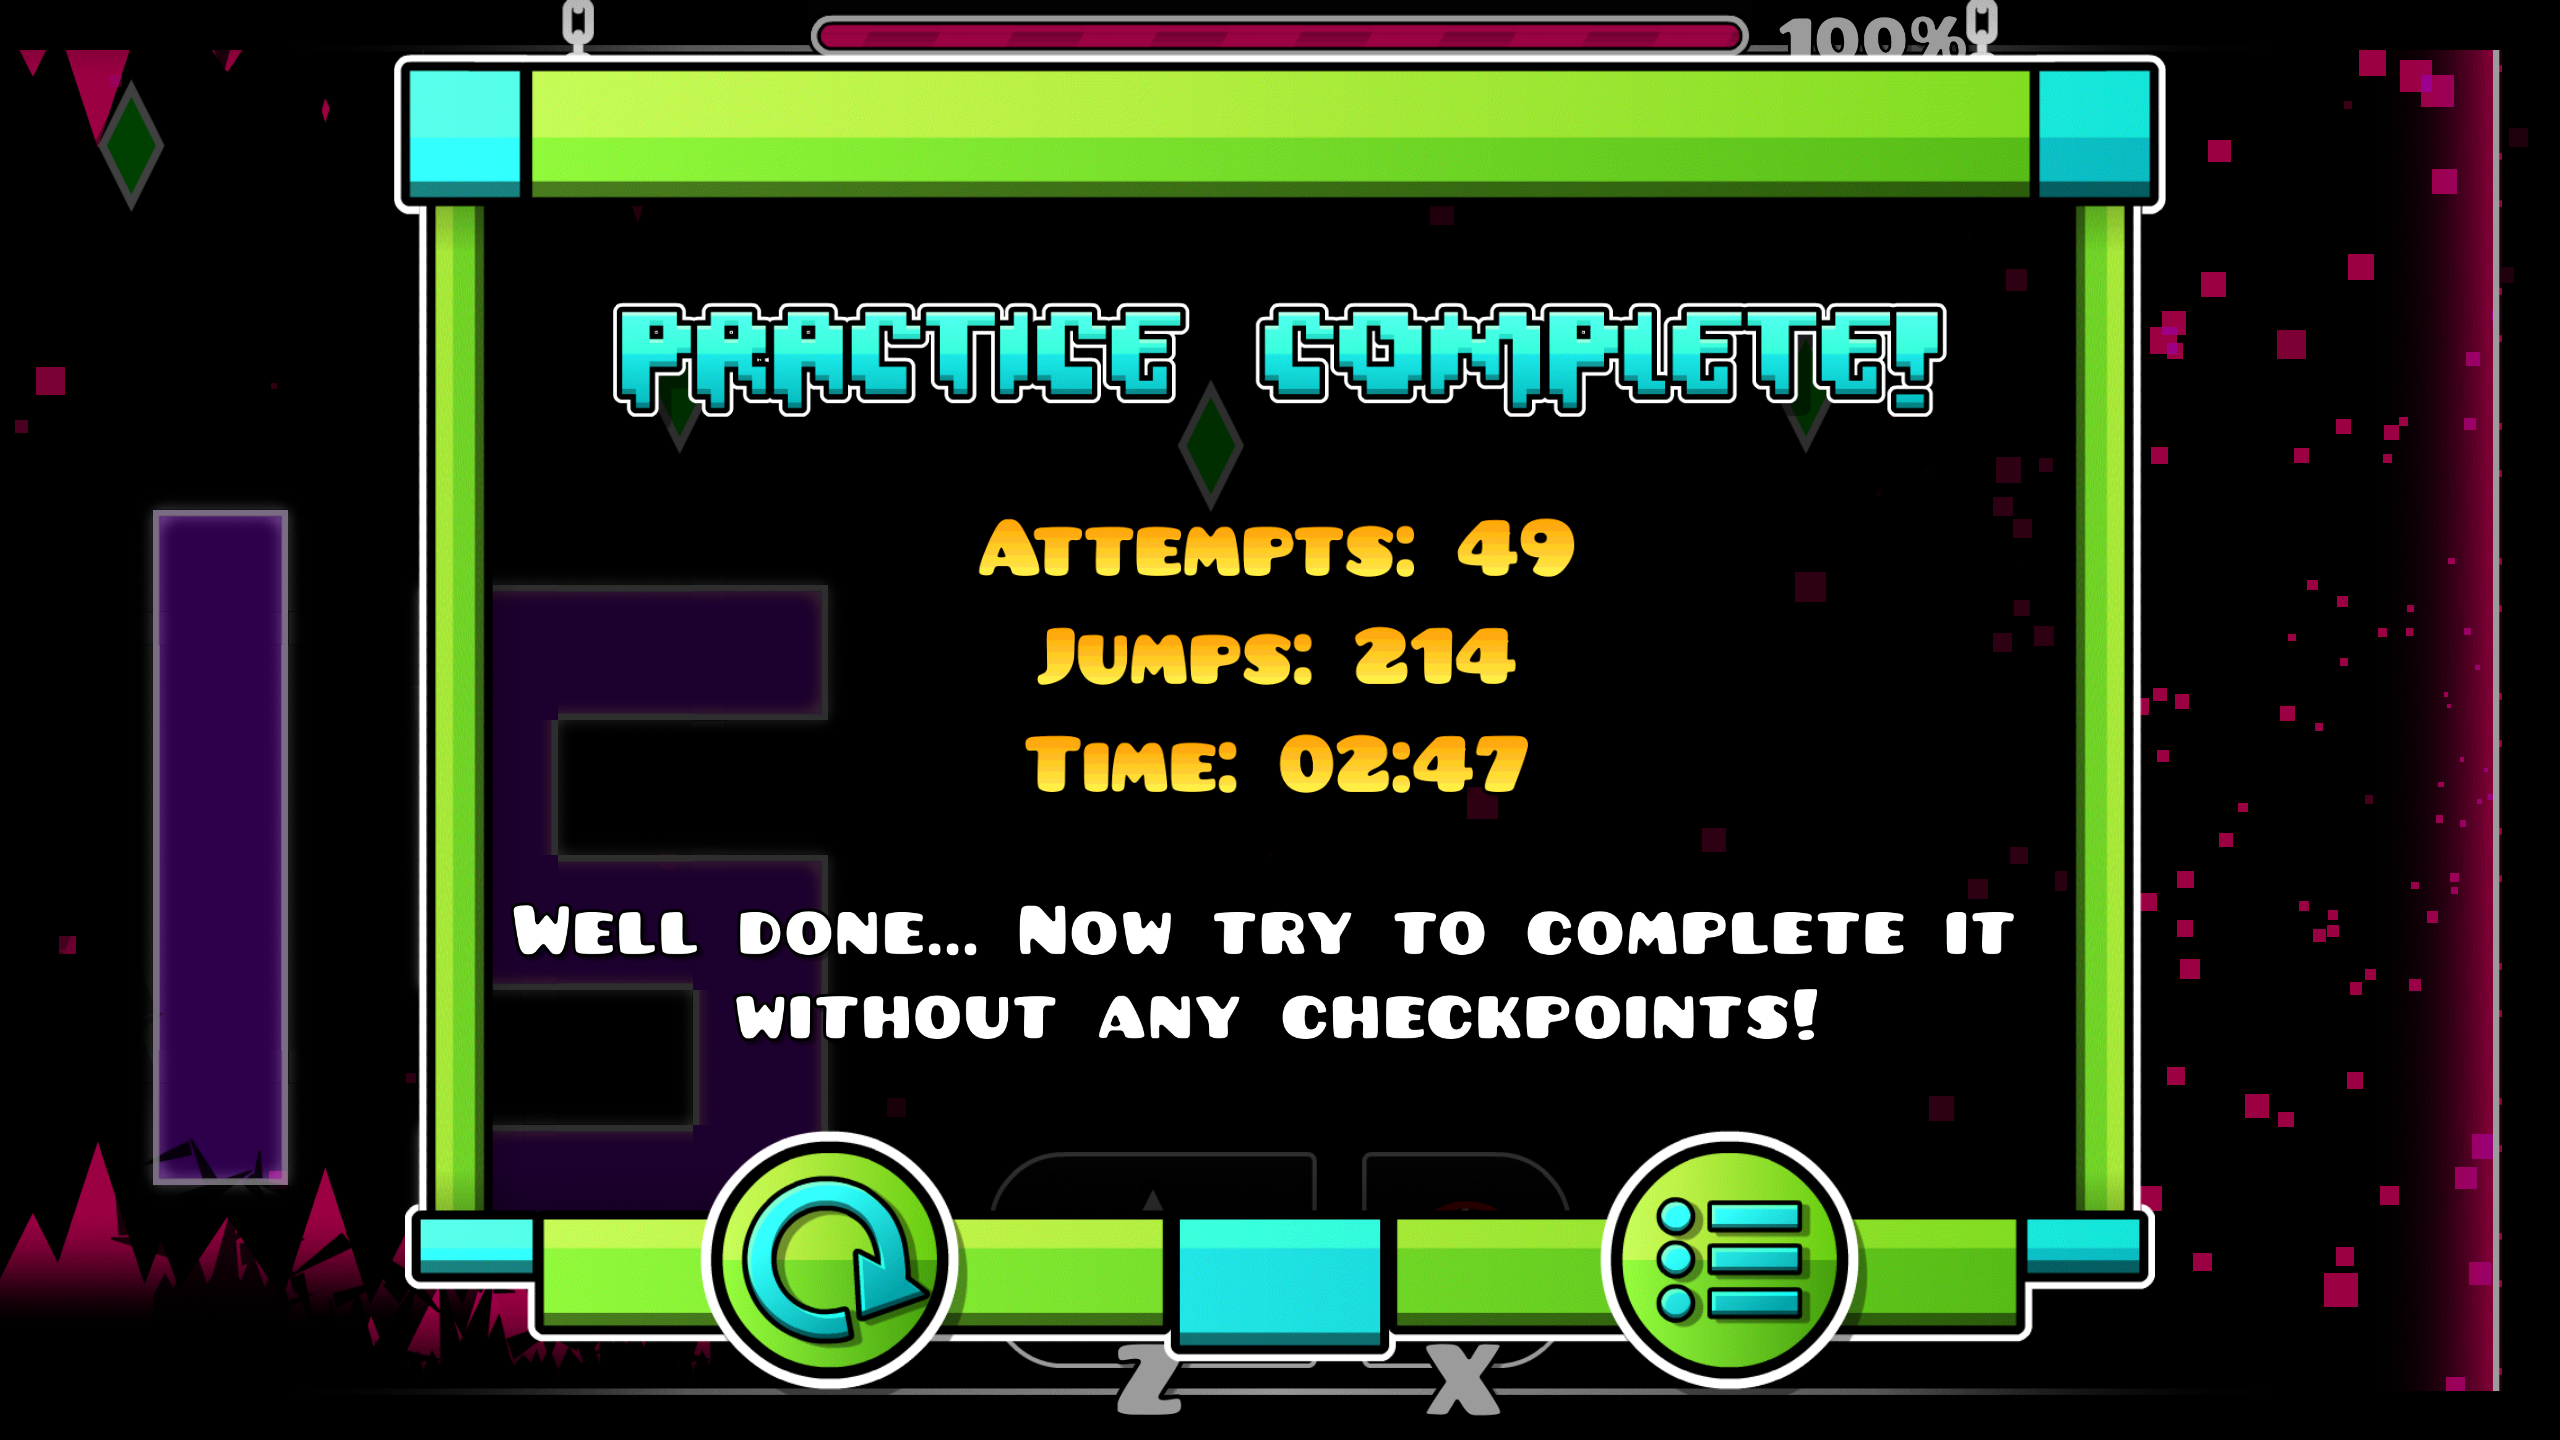 100%
PRACTICE COMPLETE!
ATTEMPTS: 49
JUMPS: 214
TIME: 02:47
WELL DONE... NOW TRY TO COMPLETE IT
WITHOUT ANY CHECKPOINTS!
Z X